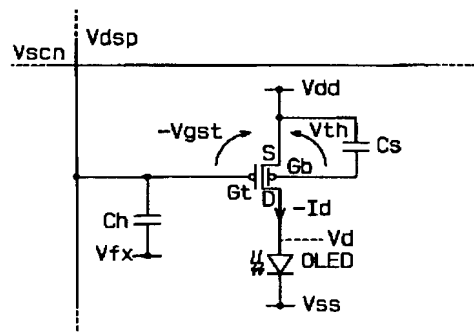 Vdsp
Vscn
Vdd
-Vgst
Vth
Cs
S
Gb
Gt
D
-Id
Ch
Vd
Vfx
OLED
Vss